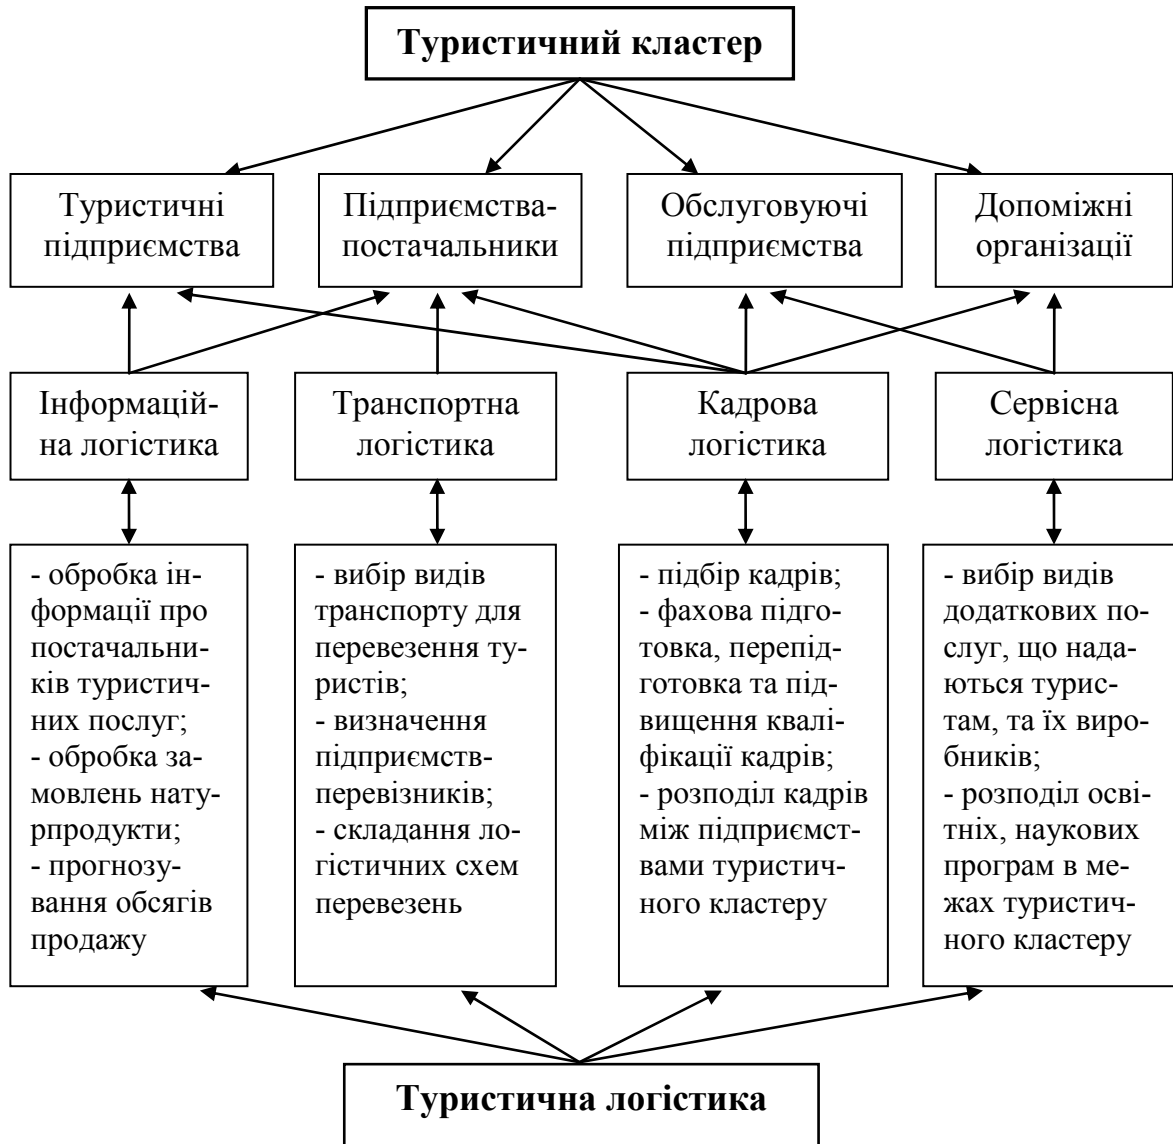 Туристичний кластер
Туристичні
підприємства
Підприємства-
постачальники
Обслуговуючі
підприємства
Допоміжні
організації
Інформацій-
на логістика
Транспортна
логістика
Кадрова
логістика
Сервісна
логістика
- обробка ін-
формації про
постачальни-
ків туристич-
них послуг;
- обробка за-
мовлень на ту-
рпродукти;
- прогнозу-
вання обсягів
продажу
- вибір видів
транспорту для
перевезення ту-
ристів;
- визначення
підприємств-
перевізників;
- складання ло-
гістичних схем
перевезень
- підбір кадрів;
- фахова підго-
товка, перепід-
готовка та під-
вищення квалі-
фікації кадрів;
- розподіл кадрів
між підприємст-
вами туристич-
ного кластеру
- вибір видів
додаткових по-
слуг, що нада-
ються турис-
там, та їх виро-
бників;
- розподіл осві-
тніх, наукових
програм в ме-
жах туристич-
ного кластеру
Туристична логістика